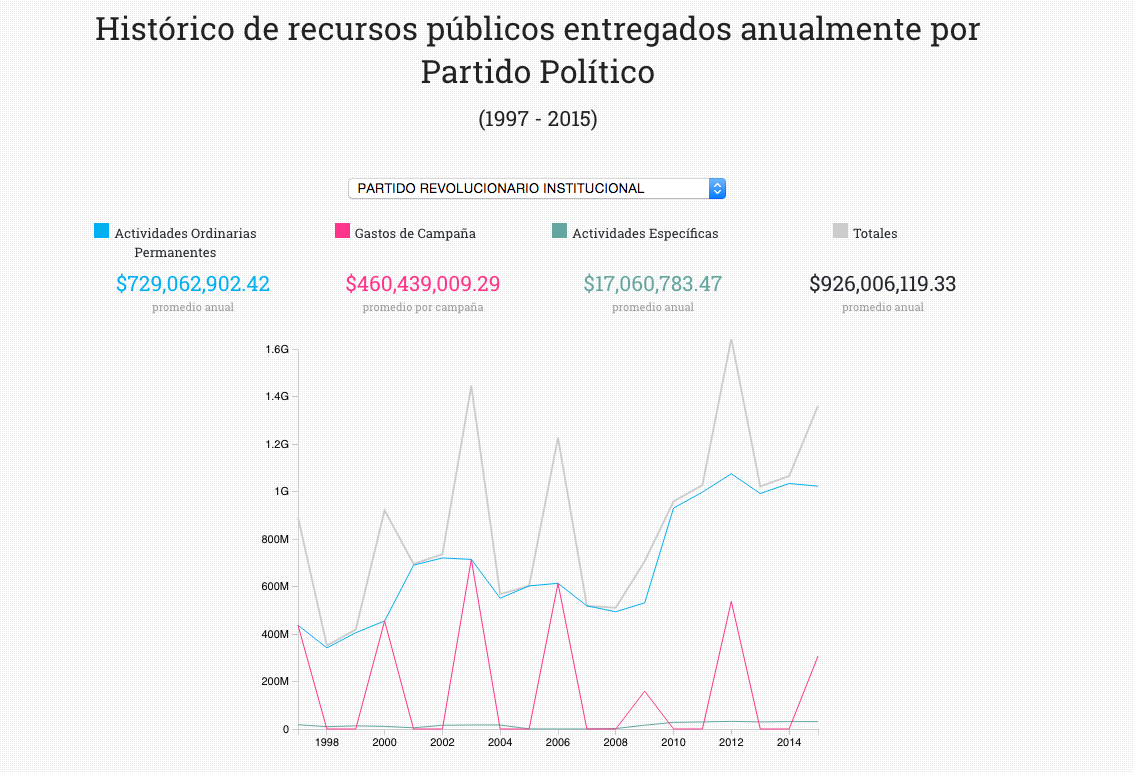 Histórico de recursos públicos entregados anualmente por
Partido Político
(1997 - 2015)
PARTIDO REVOLUCIONARIO INSTITUCIONAL
Actividades Ordinarias
Permanentes
$729,062,902.42
promedio anual
Gastos de Campaña
$460,439,009.29
promedio por campaña
Actividades Específicas
$17,060,783.47
promedio anual
Totales
$926,006,119.33
promedio anual
1.6G
1.4G
1.2G
1G
800M
600M
400M
200M
0
1998 2000 2002 2004 2006 2008 2010 2012 2014